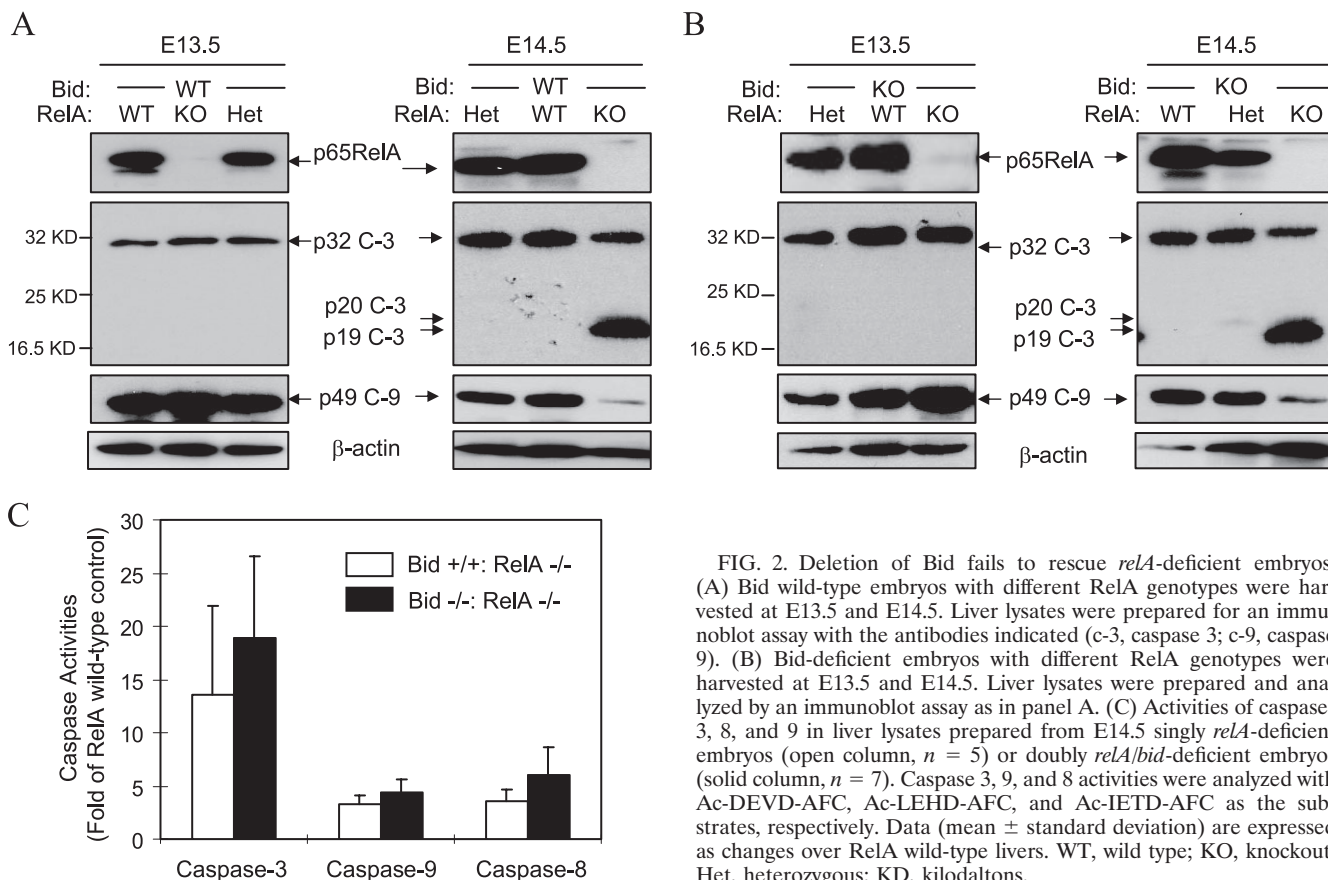 A
E13.5
E14.5
Bid: WT
RelA: WT KO Het
Bid: WT
RelA: Het WT KO
p65RelA
32 KD
p32 C-3
25 KD
p20 C-3
p19 C-3
16.5 KD
p49 C-9
β-actin
B
E13.5
E14.5
Bid: KO
RelA: Het WT KO
Bid: KO
RelA: WT Het KO
p65RelA
32 KD
p32 C-3
25 KD
p20 C-3
p19 C-3
16.5 KD
p49 C-9
β-actin
C
Caspase Activities
(Fold of RelA wild-type control)
30
25
20
15
10
5
0
Bid +/+: RelA -/-
Bid -/-: RelA -/-
Caspase-3 Caspase-9 Caspase-8
FIG. 2. Deletion of Bid fails to rescue relA-deficient embryos
(A) Bid wild-type embryos with different RelA genotypes were har-
vested at E13.5 and E14.5. Liver lysates were prepared for an immu-
noblot assay with the antibodies indicated (c-3, caspase 3; c-9, caspase
9). (B) Bid-deficient embryos with different RelA genotypes were
harvested at E13.5 and E14.5. Liver lysates were prepared and ana-
lyzed by an immunoblot assay as in panel A. (C) Activities of caspase
3, 8, and 9 in liver lysates prepared from E14.5 singly relA-deficien
embryos (open column, n = 5) or doubly relA/bid-deficient embryo
(solid column, n = 7). Caspase 3, 9, and 8 activities were analyzed with
Ac-DEVD-AFC, Ac-LEHD-AFC, and Ac-IETD-AFC as the sub-
strates, respectively. Data (mean ± standard deviation) are expressed
as changes over RelA wild-type livers. WT, wild type; KO, knockout
Het, heterozygous; KD, kilodaltons.